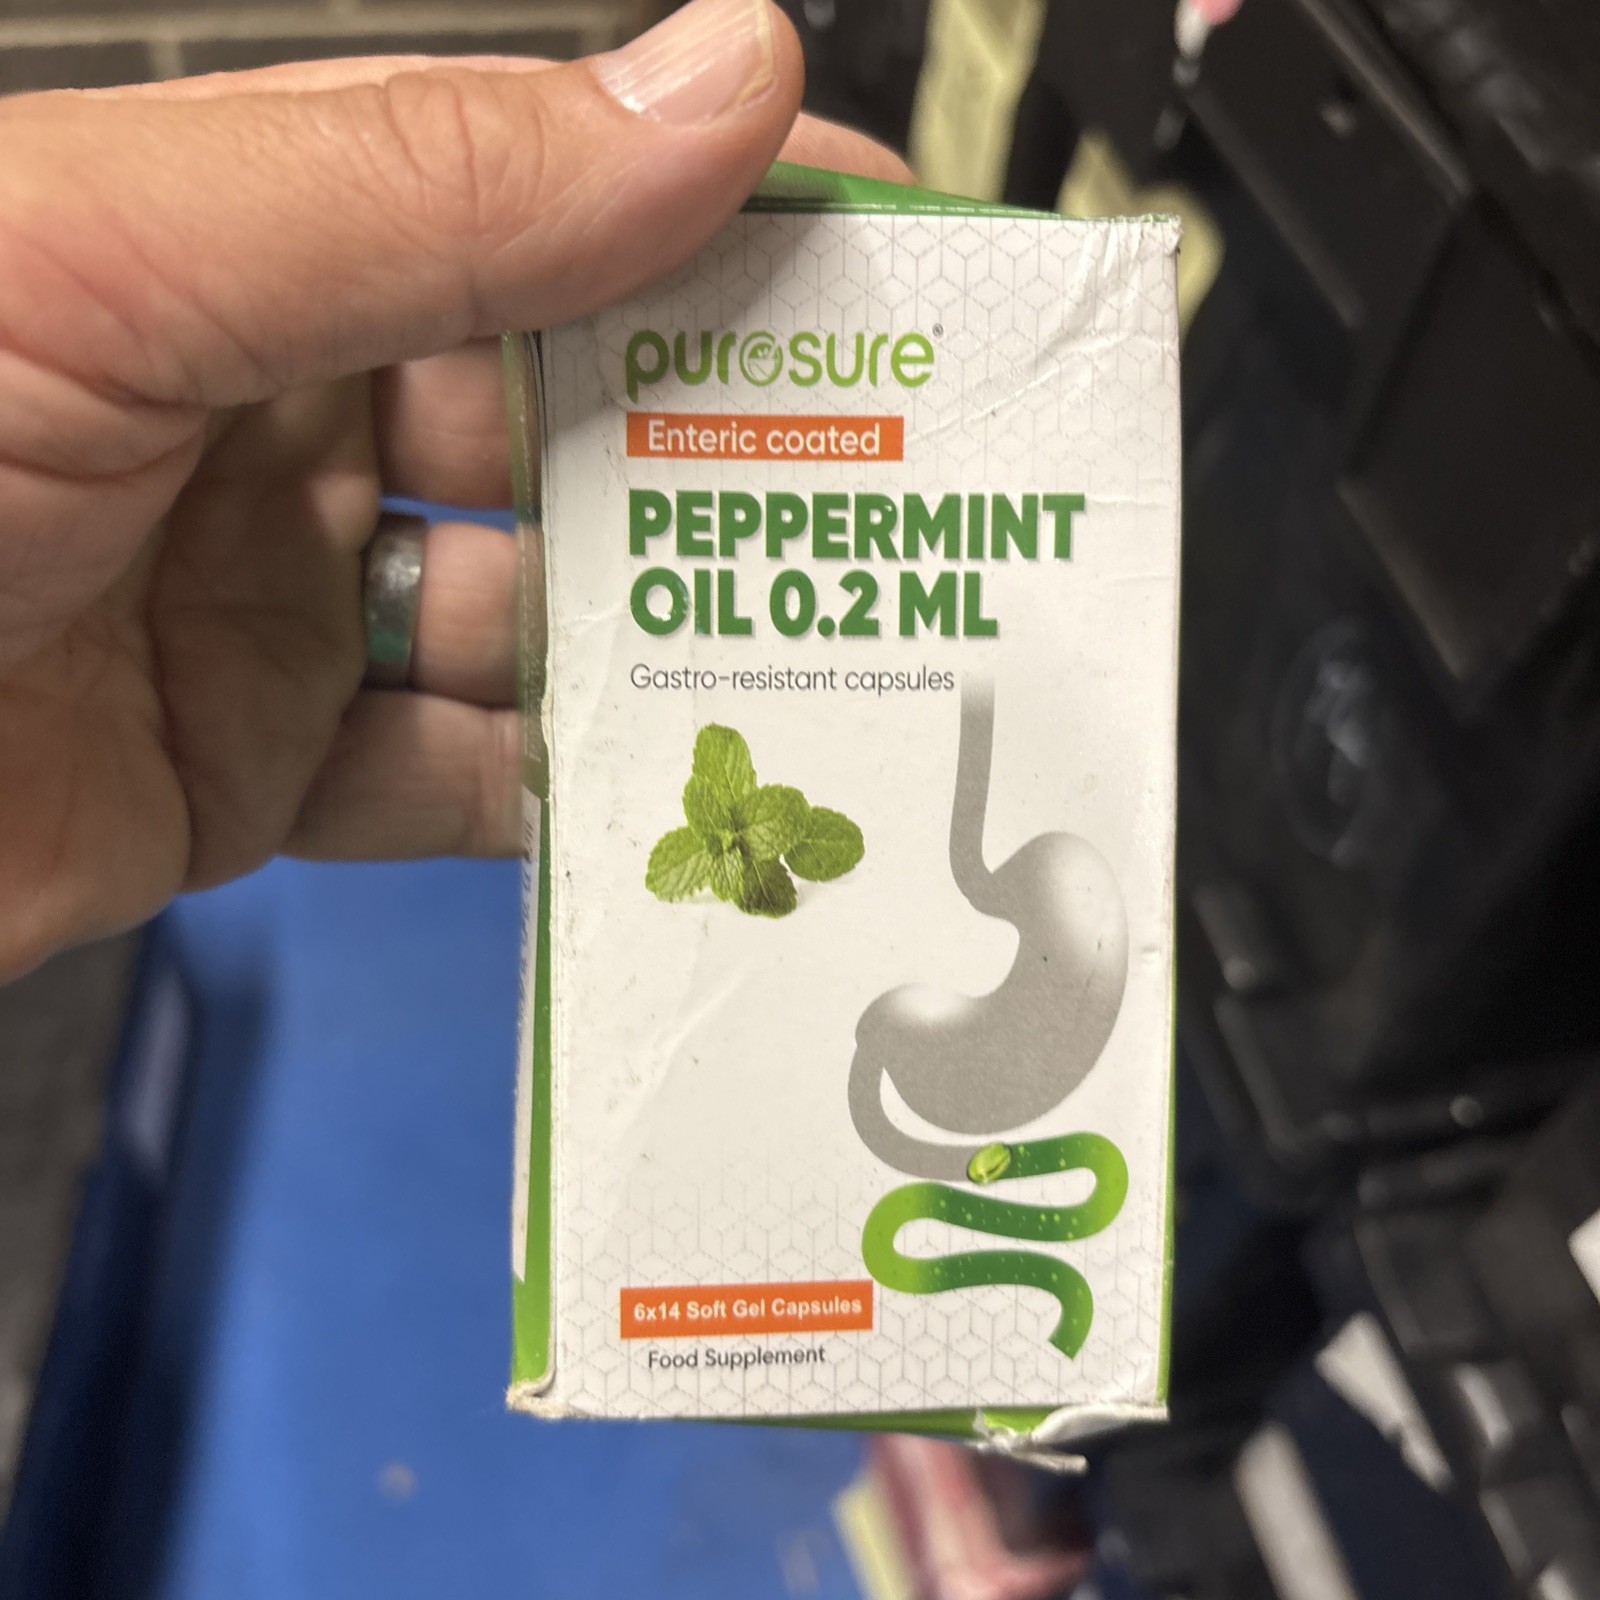 purosure®
Enteric coated
PEPPERMINT
OIL 0.2 ML
Gastro-resistant capsules
6x14 Soft Gel Capsules
Food Supplement